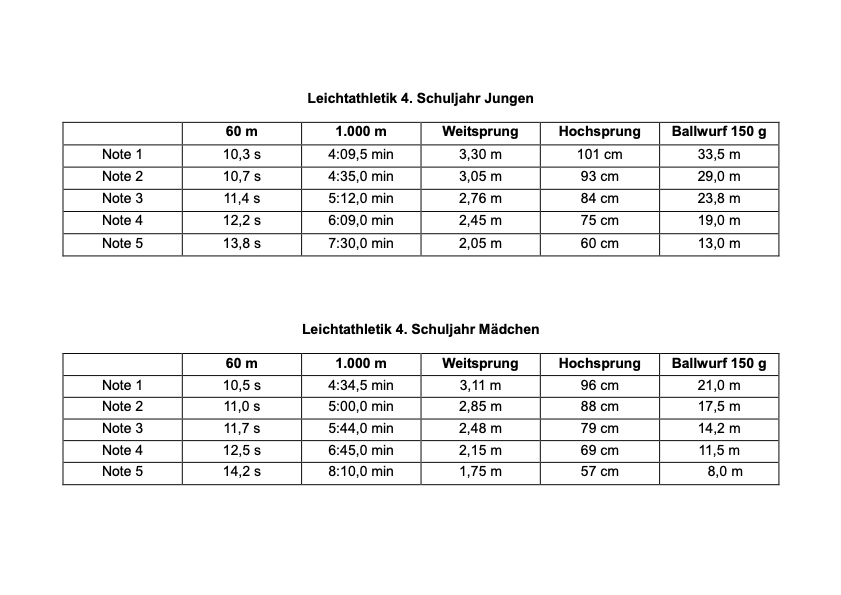 Leichtathletik 4. Schuljahr Jungen
60 m 1.000 m Weitsprung Hochsprung Ballwurf 150 g
Note 1 10,3 s 4:09,5 min 3,30 m 101 cm 33,5 m
Note 2 10,7 s 4:35,0 min 3,05 m 93 cm 29,0 m
Note 3 11,4 s 5:12,0 min 2,76 m 84 cm 23,8 m
Note 4 12,2 s 6:09,0 min 2,45 m 75 cm 19,0 m
Note 5 13,8 s 7:30,0 min 2,05 m 60 cm 13,0 m
Leichtathletik 4. Schuljahr Mädchen
60 m 1.000 m Weitsprung Hochsprung Ballwurf 150 g
Note 1 10,5 s 4:34,5 min 3,11 m 96 cm 21,0 m
Note 2 11,0 s 5:00,0 min 2,85 m 88 cm 17,5 m
Note 3 11,7 s 5:44,0 min 2,48 m 79 cm 14,2 m
Note 4 12,5 s 6:45,0 min 2,15 m 69 cm 11,5 m
Note 5 14,2 s 8:10,0 min 1,75 m 57 cm 8,0 m